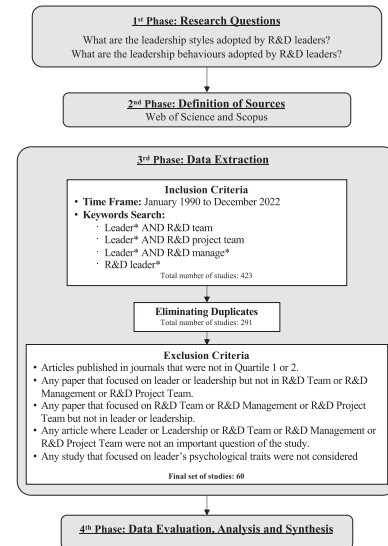 1st Phase: Research Questions
What are the leadership styles adopted by R&D leaders?
What are the leadership behaviours adopted by R&D leaders?
2nd Phase: Definition of Sources
Web of Science and Scopus
3rd Phase: Data Extraction
Inclusion Criteria
• Time Frame: January 1990 to December 2022
• Keywords Search:
· Leader* AND R&D team
· Leader* AND R&D project team
· Leader* AND R&D manage*
· R&D leader*
Total number of studies: 423
Eliminating Duplicates
Total number of studies: 291
Exclusion Criteria
• Articles published in journals that were not in Quartile 1 or 2.
• Any paper that focused on leader or leadership but not in R&D Team or R&D
Management or R&D Project Team.
• Any paper that focused on R&D Team or R&D Management or R&D Project
Team but not in leader or leadership.
• Any article where Leader or Leadership or R&D Team or R&D Management or
R&D Project Team were not an important question of the study.
• Any study that focused on leader's psychological traits were not considered
Final set of studies: 60
4th Phase: Data Evaluation, Analysis and Synthesis